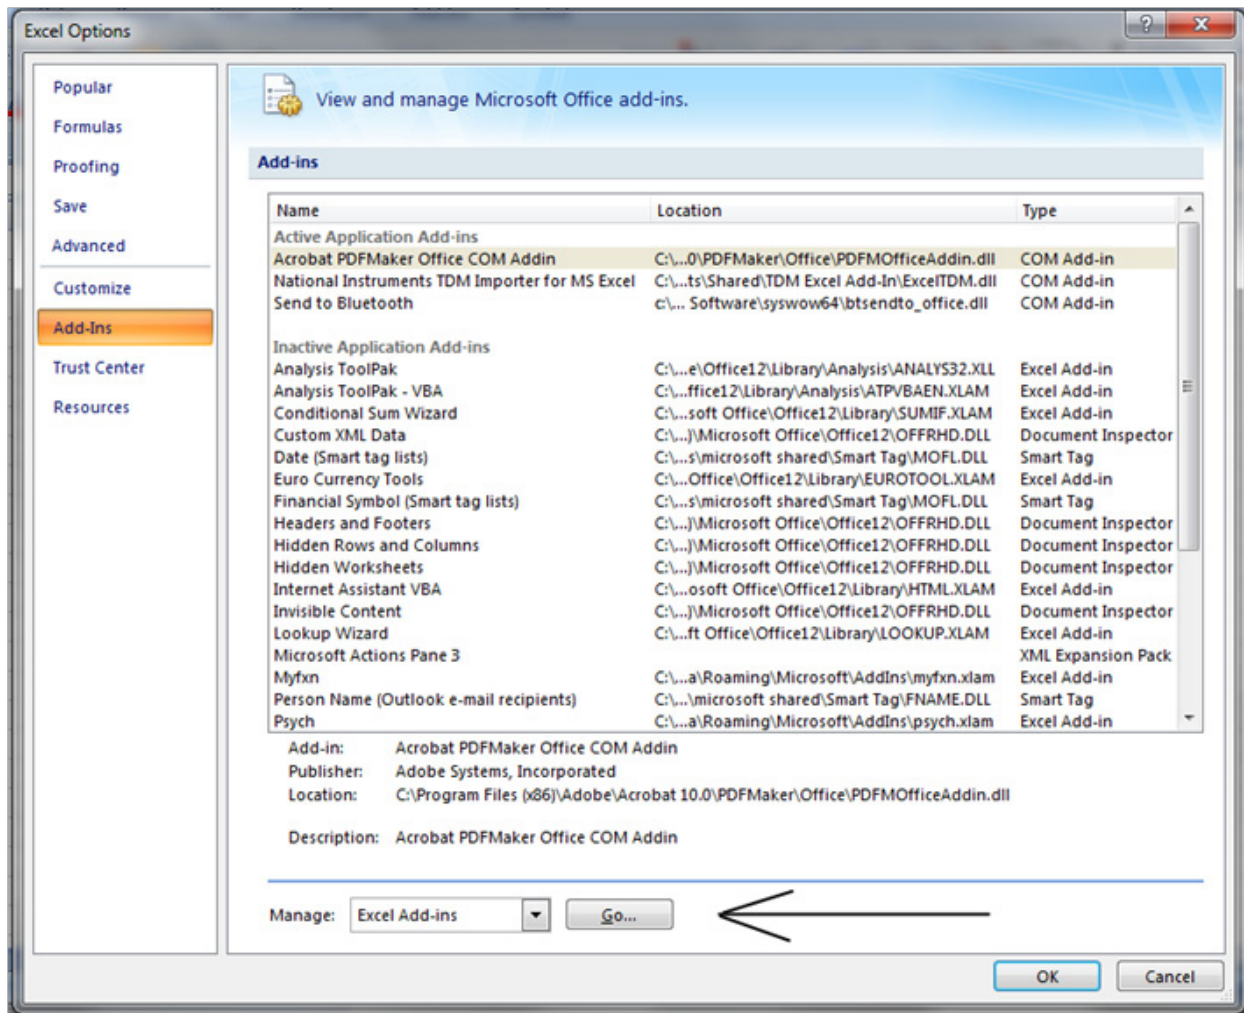 Excel Options
Popular
Formulas
Proofing
Save
Advanced
Customize
Add-Ins
Trust Center
Resources
View and manage Microsoft Office add-ins.
Add-ins
Name Location Type
Active Application Add-ins
Acrobat PDFMaker Office COM Addin C:\...0\PDFMaker\Office\PDFMOfficeAddin.dll COM Add-in
National Instruments TDM Importer for MS Excel C:\...ts\Shared\TDM Excel Add-In\ExcelTDM.dll COM Add-in
Send to Bluetooth c:\... Software\syswow64\btsendto_office.dll COM Add-in
Inactive Application Add-ins
Analysis ToolPak C:\...e\Office12\Library\Analysis\ANALYS32.XLL Excel Add-in
Analysis ToolPak - VBA C:\...ffice12\Library\Analysis\ATPVBAEN.XLAM Excel Add-in
Conditional Sum Wizard C:\...soft Office\Office12\Library\SUMIF.XLAM Excel Add-in
Custom XML Data C:\...)\Microsoft Office\Office12\OFFRHD.DLL Document Inspector
Date (Smart tag lists) C:\...s\microsoft shared\Smart Tag\MOFL.DLL Smart Tag
Euro Currency Tools C:\...Office\Office12\Library\EUROTOOL.XLAM Excel Add-in
Financial Symbol (Smart tag lists) C:\...s\microsoft shared\Smart Tag\MOFL.DLL Smart Tag
Headers and Footers C:\...)\Microsoft Office\Office12\OFFRHD.DLL Document Inspector
Hidden Rows and Columns C:\...)\Microsoft Office\Office12\OFFRHD.DLL Document Inspector
Hidden Worksheets C:\...)\Microsoft Office\Office12\OFFRHD.DLL Document Inspector
Internet Assistant VBA C:\...osoft Office\Office12\Library\HTML.XLAM Excel Add-in
Invisible Content C:\...)\Microsoft Office\Office12\OFFRHD.DLL Document Inspector
Lookup Wizard C:\...ft Office\Office12\Library\LOOKUP.XLAM Excel Add-in
Microsoft Actions Pane 3 XML Expansion Pack
Myfxn C:\...a\Roaming\Microsoft\AddIns\myfxn.xlam Excel Add-in
Person Name (Outlook e-mail recipients) C:\...\microsoft shared\Smart Tag\FNAME.DLL Smart Tag
Psych C:\...a\Roaming\Microsoft\AddIns\psych.xlam Excel Add-in
Add-in: Acrobat PDFMaker Office COM Addin
Publisher: Adobe Systems, Incorporated
Location: C:\Program Files (x86)\Adobe\Acrobat 10.0\PDFMaker\Office\PDFMOfficeAddin.dll
Description: Acrobat PDFMaker Office COM Addin
Manage: Excel Add-ins Go...
OK Cancel